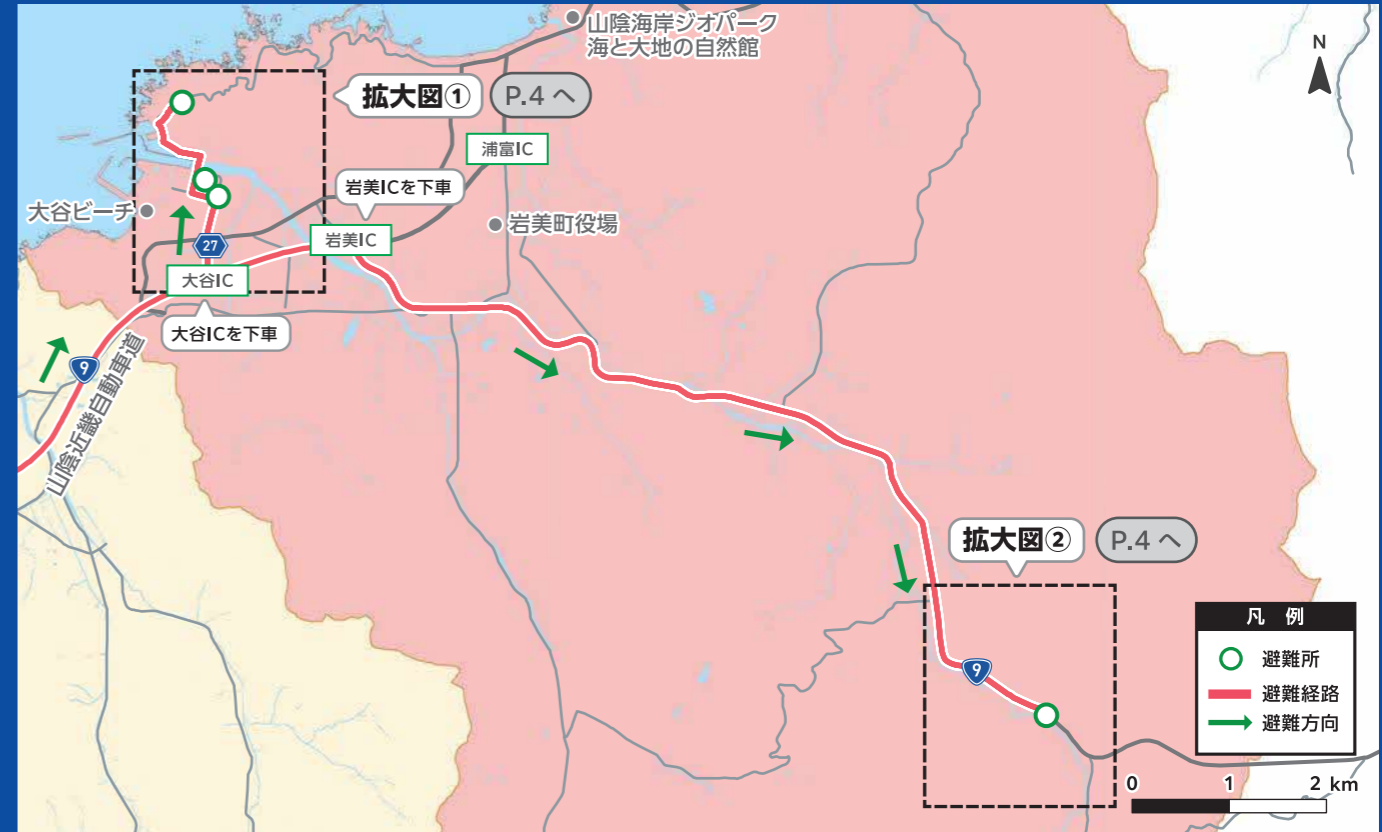 山陰海岸ジオパーク
海と大地の自然館
N
拡大図①
P.4 へ
浦富IC
岩美ICを下車
大谷ビーチ
岩美町役場
27
岩美IC
大谷IC
大谷ICを下車
9
山陰近畿自動車道
拡大図②
P.4 へ
凡 例
避難所
9
避難経路
避難方向
0 1 2 km